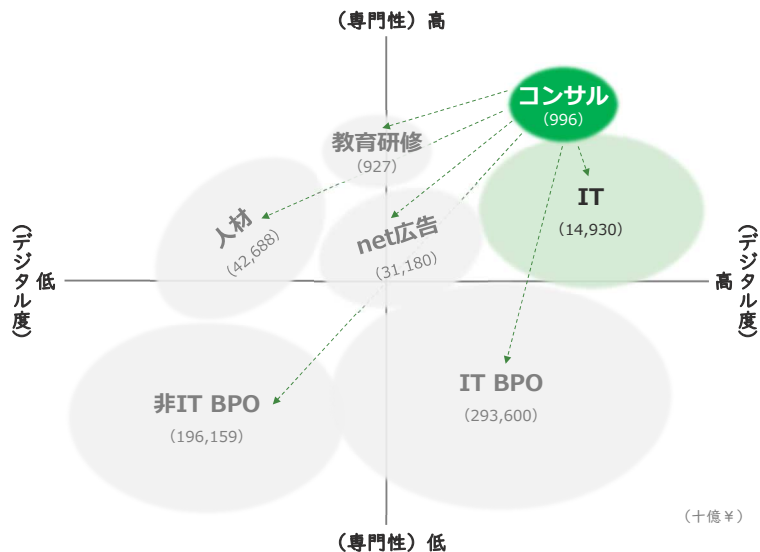 （専門性）高
コンサル
（996）
教育研修
（927）
IT
（14,930）
人材
（42,688）
net広告
（31,180）
（デジタル度）
低
高
（デジタル度）
非IT BPO
（196,159）
IT BPO
（293,600）
（十億¥）
（専門性）低